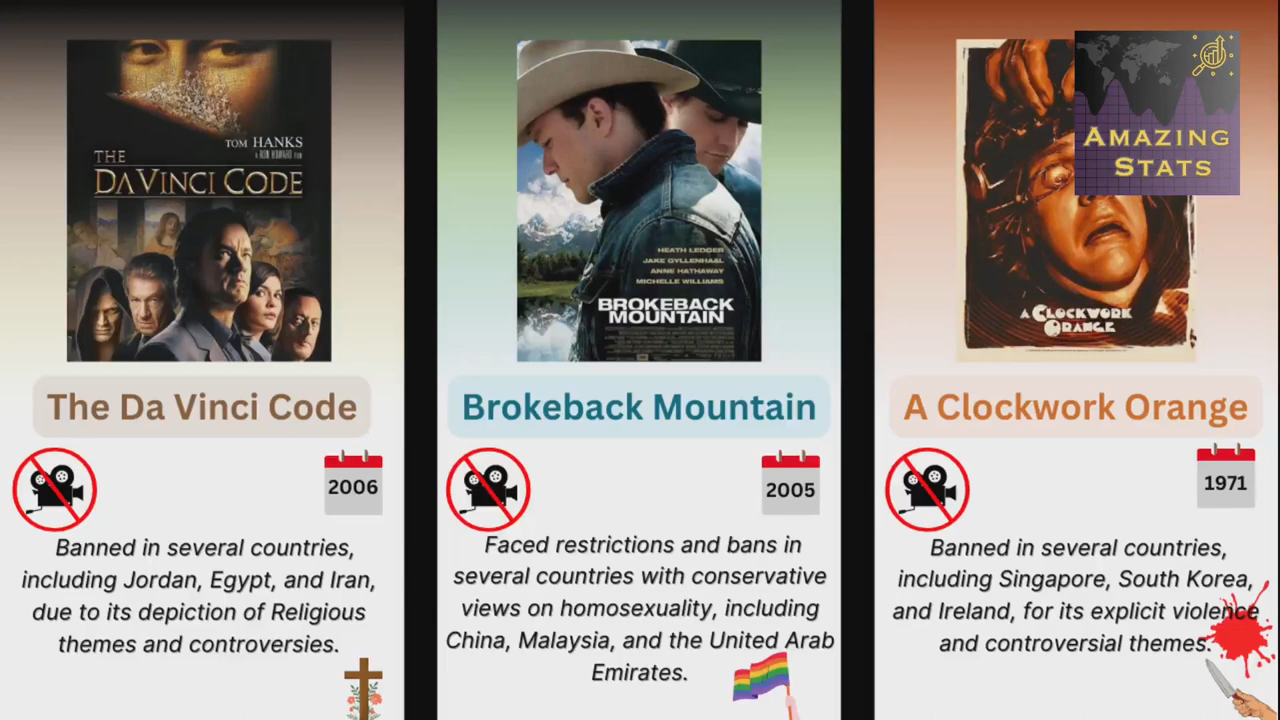 TOM HANKS
A RON HOWARD FILM
THE
DA VINCI CODE
The Da Vinci Code
2006
Banned in several countries,
including Jordan, Egypt, and Iran,
due to its depiction of Religious
themes and controversies.
HEATH LEDGER
JAKE GYLLENHAAL
ANNE HATHAWAY
MICHELLE WILLIAMS
BROKEBACK
MOUNTAIN
Brokeback Mountain
2005
Faced restrictions and bans in
several countries with conservative
views on homosexuality, including
China, Malaysia, and the United Arab
Emirates.
AMAZING
STATS
A CLOCKWORK
ORANGE
A Clockwork Orange
1971
Banned in several countries,
including Singapore, South Korea,
and Ireland, for its explicit violence
and controversial themes.